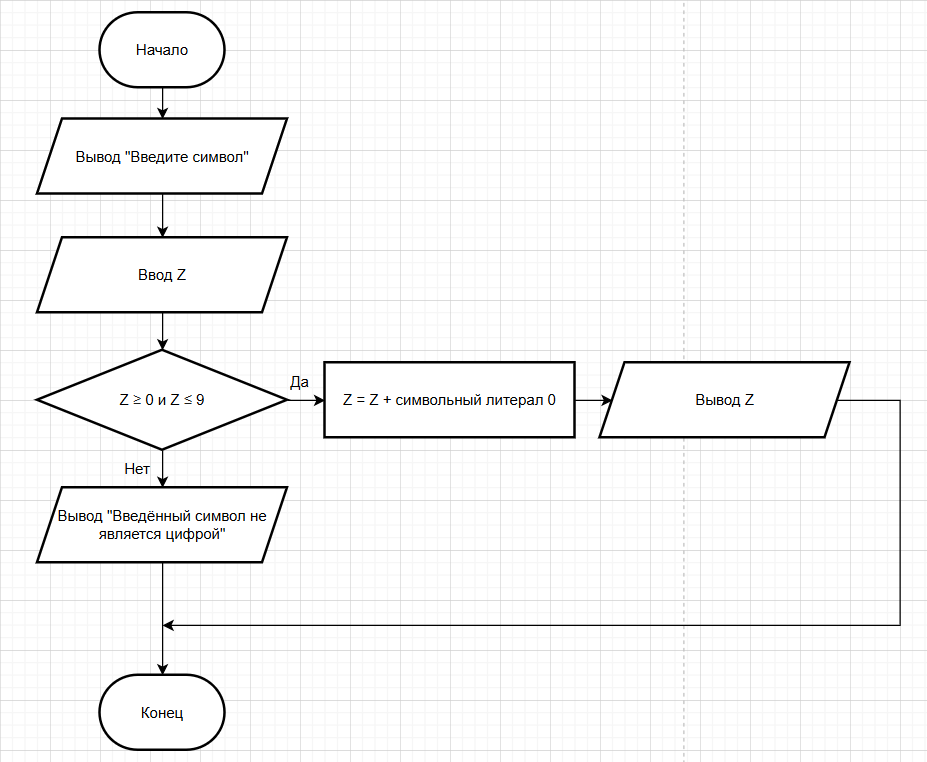 Начало
Вывод "Введите символ"
Ввод Z
Z ≥ 0 и Z ≤ 9
Да
Z = Z + символьный литерал 0
Вывод Z
Нет
Вывод "Введённый символ не
является цифрой"
Конец